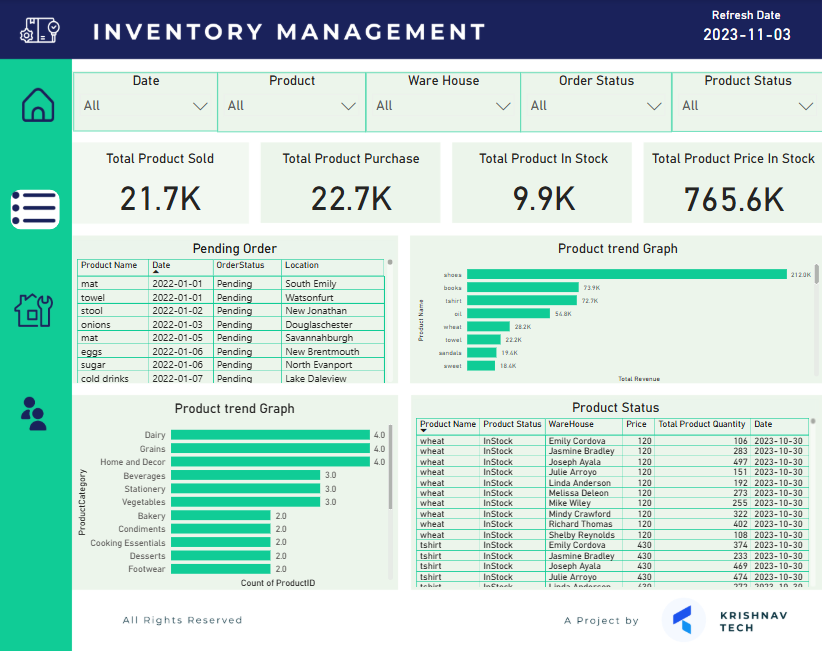 INVENTORY MANAGEMENT
Refresh Date
2023-11-03
Date Product Ware House Order Status Product Status
All All All All All
Total Product Sold Total Product Purchase Total Product In Stock Total Product Price In Stock
21.7K 22.7K 9.9K 765.6K
Pending Order
Product Name Date OrderStatus Location
mat 2022-01-01 Pending South Emily
towel 2022-01-01 Pending Watsonfurt
stool 2022-01-02 Pending New Jonathan
onions 2022-01-03 Pending Douglaschester
mat 2022-01-05 Pending Savannahburgh
eggs 2022-01-06 Pending New Brentmouth
sugar 2022-01-06 Pending North Evanport
cold drinks 2022-01-07 Pending Lake Daleview
Product trend Graph
Product Name
shoes 212.0K
books 73.9K
tshirt 72.7K
oil 54.8K
wheat 28.2K
towel 22.2K
sandals 19.4K
sweet 18.4K
Total Revenue
Product trend Graph
ProductCategory
Dairy 4.0
Grains 4.0
Home and Decor 4.0
Beverages 3.0
Stationery 3.0
Vegetables 3.0
Bakery 2.0
Condiments 2.0
Cooking Essentials 2.0
Desserts 2.0
Footwear 2.0
Count of ProductID
Product Status
Product Name Product Status WareHouse Price Total Product Quantity Date
wheat InStock Emily Cordova 120 106 2023-10-30
wheat InStock Jasmine Bradley 120 283 2023-10-30
wheat InStock Joseph Ayala 120 497 2023-10-30
wheat InStock Julie Arroyo 120 151 2023-10-30
wheat InStock Linda Anderson 120 192 2023-10-30
wheat InStock Melissa Deleon 120 273 2023-10-30
wheat InStock Mike Wiley 120 255 2023-10-30
wheat InStock Mindy Crawford 120 322 2023-10-30
wheat InStock Richard Thomas 120 402 2023-10-30
wheat InStock Shelby Reynolds 120 108 2023-10-30
tshirt InStock Emily Cordova 430 374 2023-10-30
tshirt InStock Jasmine Bradley 430 233 2023-10-30
tshirt InStock Joseph Ayala 430 469 2023-10-30
tshirt InStock Julie Arroyo 430 474 2023-10-30
tshirt InStock Linda Anderson 430 272 2023-10-30
All Rights Reserved
A Project by
KRISHNAV
TECH